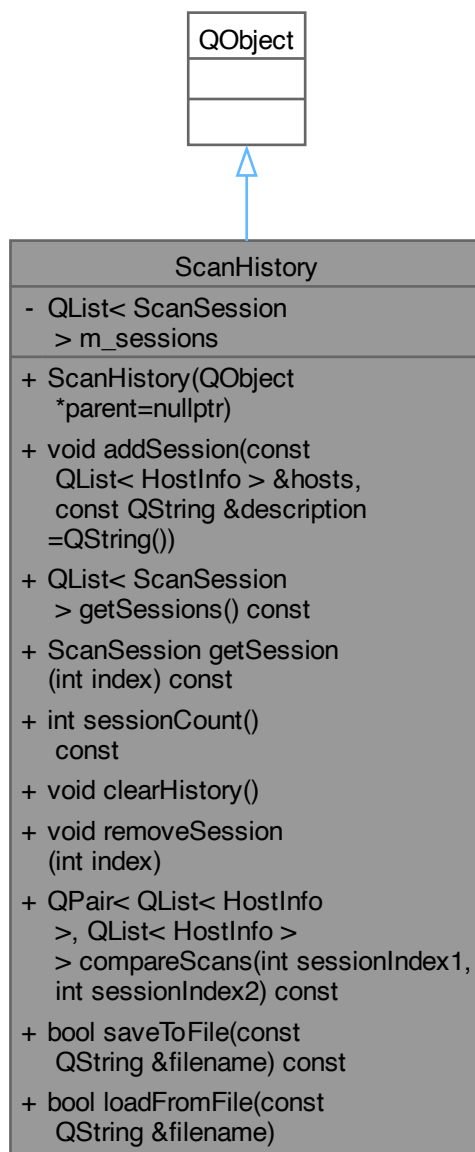 QObject
ScanHistory
- QList< ScanSession
> m_sessions
+ ScanHistory(QObject
*parent=nullptr)
+ void addSession(const
QList< HostInfo > &hosts,
const QString &description
=QString())
+ QList< ScanSession
> getSessions() const
+ ScanSession getSession
(int index) const
+ int sessionCount()
const
+ void clearHistory()
+ void removeSession
(int index)
+ QPair< QList< HostInfo
>, QList< HostInfo >
> compareScans(int sessionIndex1,
int sessionIndex2) const
+ bool saveToFile(const
QString &filename) const
+ bool loadFromFile(const
QString &filename)